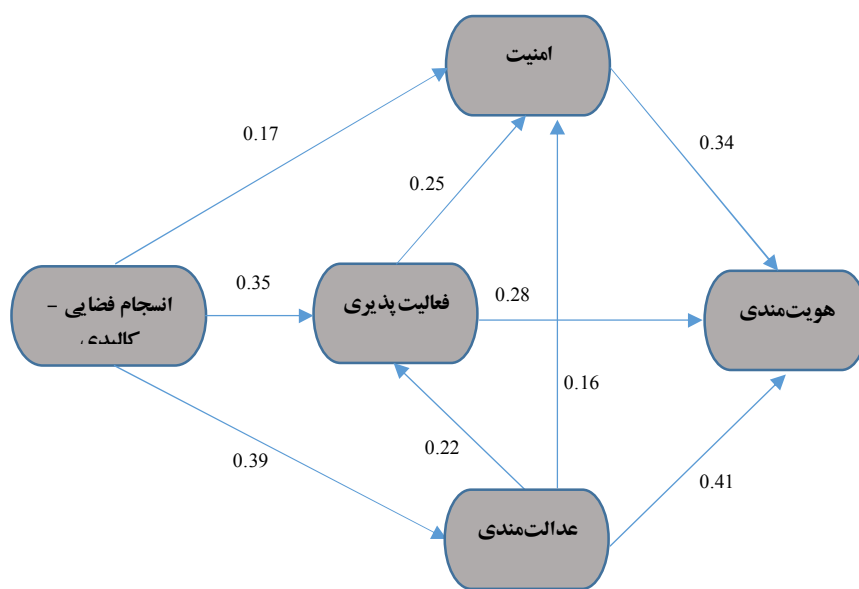 امنیت
0.17
0.34
0.25
انسجام فضایی –
0.35
فعالیت‌پذیری
0.28
هویت‌مندی
0.16
0.39
0.22
0.41
عدالت‌مندی